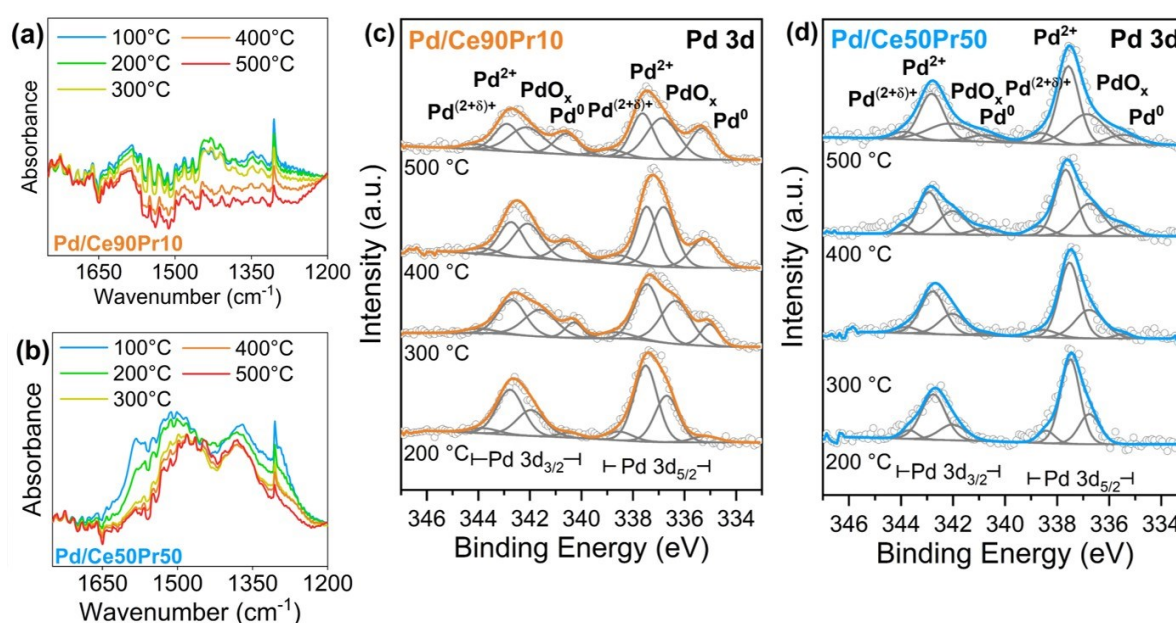 (a)
100°C
400°C
200°C
500°C
300°C
Absorbance
Pd/Ce90Pr10
1650
1500
1350
1200
Wavenumber (cm⁻¹)
(b)
100°C
400°C
200°C
500°C
300°C
Absorbance
Pd/Ce50Pr50
1650
1500
1350
1200
Wavenumber (cm⁻¹)
(c)
Pd/Ce90Pr10
Pd 3d
Pd²⁺
PdOₓ
Pd⁽²⁺δ⁾⁺
Pd⁰
Pd²⁺
Pd⁽²⁺δ⁾⁺
PdOₓ
Pd⁰
500 °C
400 °C
300 °C
200 °C
Pd 3d₃/₂
Pd 3d₅/₂
Intensity (a.u.)
346
344
342
340
338
336
334
Binding Energy (eV)
(d)
Pd/Ce50Pr50
Pd 3d
Pd²⁺
Pd²⁺
Pd⁽²⁺δ⁾⁺
PdOₓ
Pd⁰
Pd⁽²⁺δ⁾⁺
PdOₓ
Pd⁰
500 °C
400 °C
300 °C
200 °C
Pd 3d₃/₂
Pd 3d₅/₂
Intensity (a.u.)
346
344
342
340
338
336
334
Binding Energy (eV)